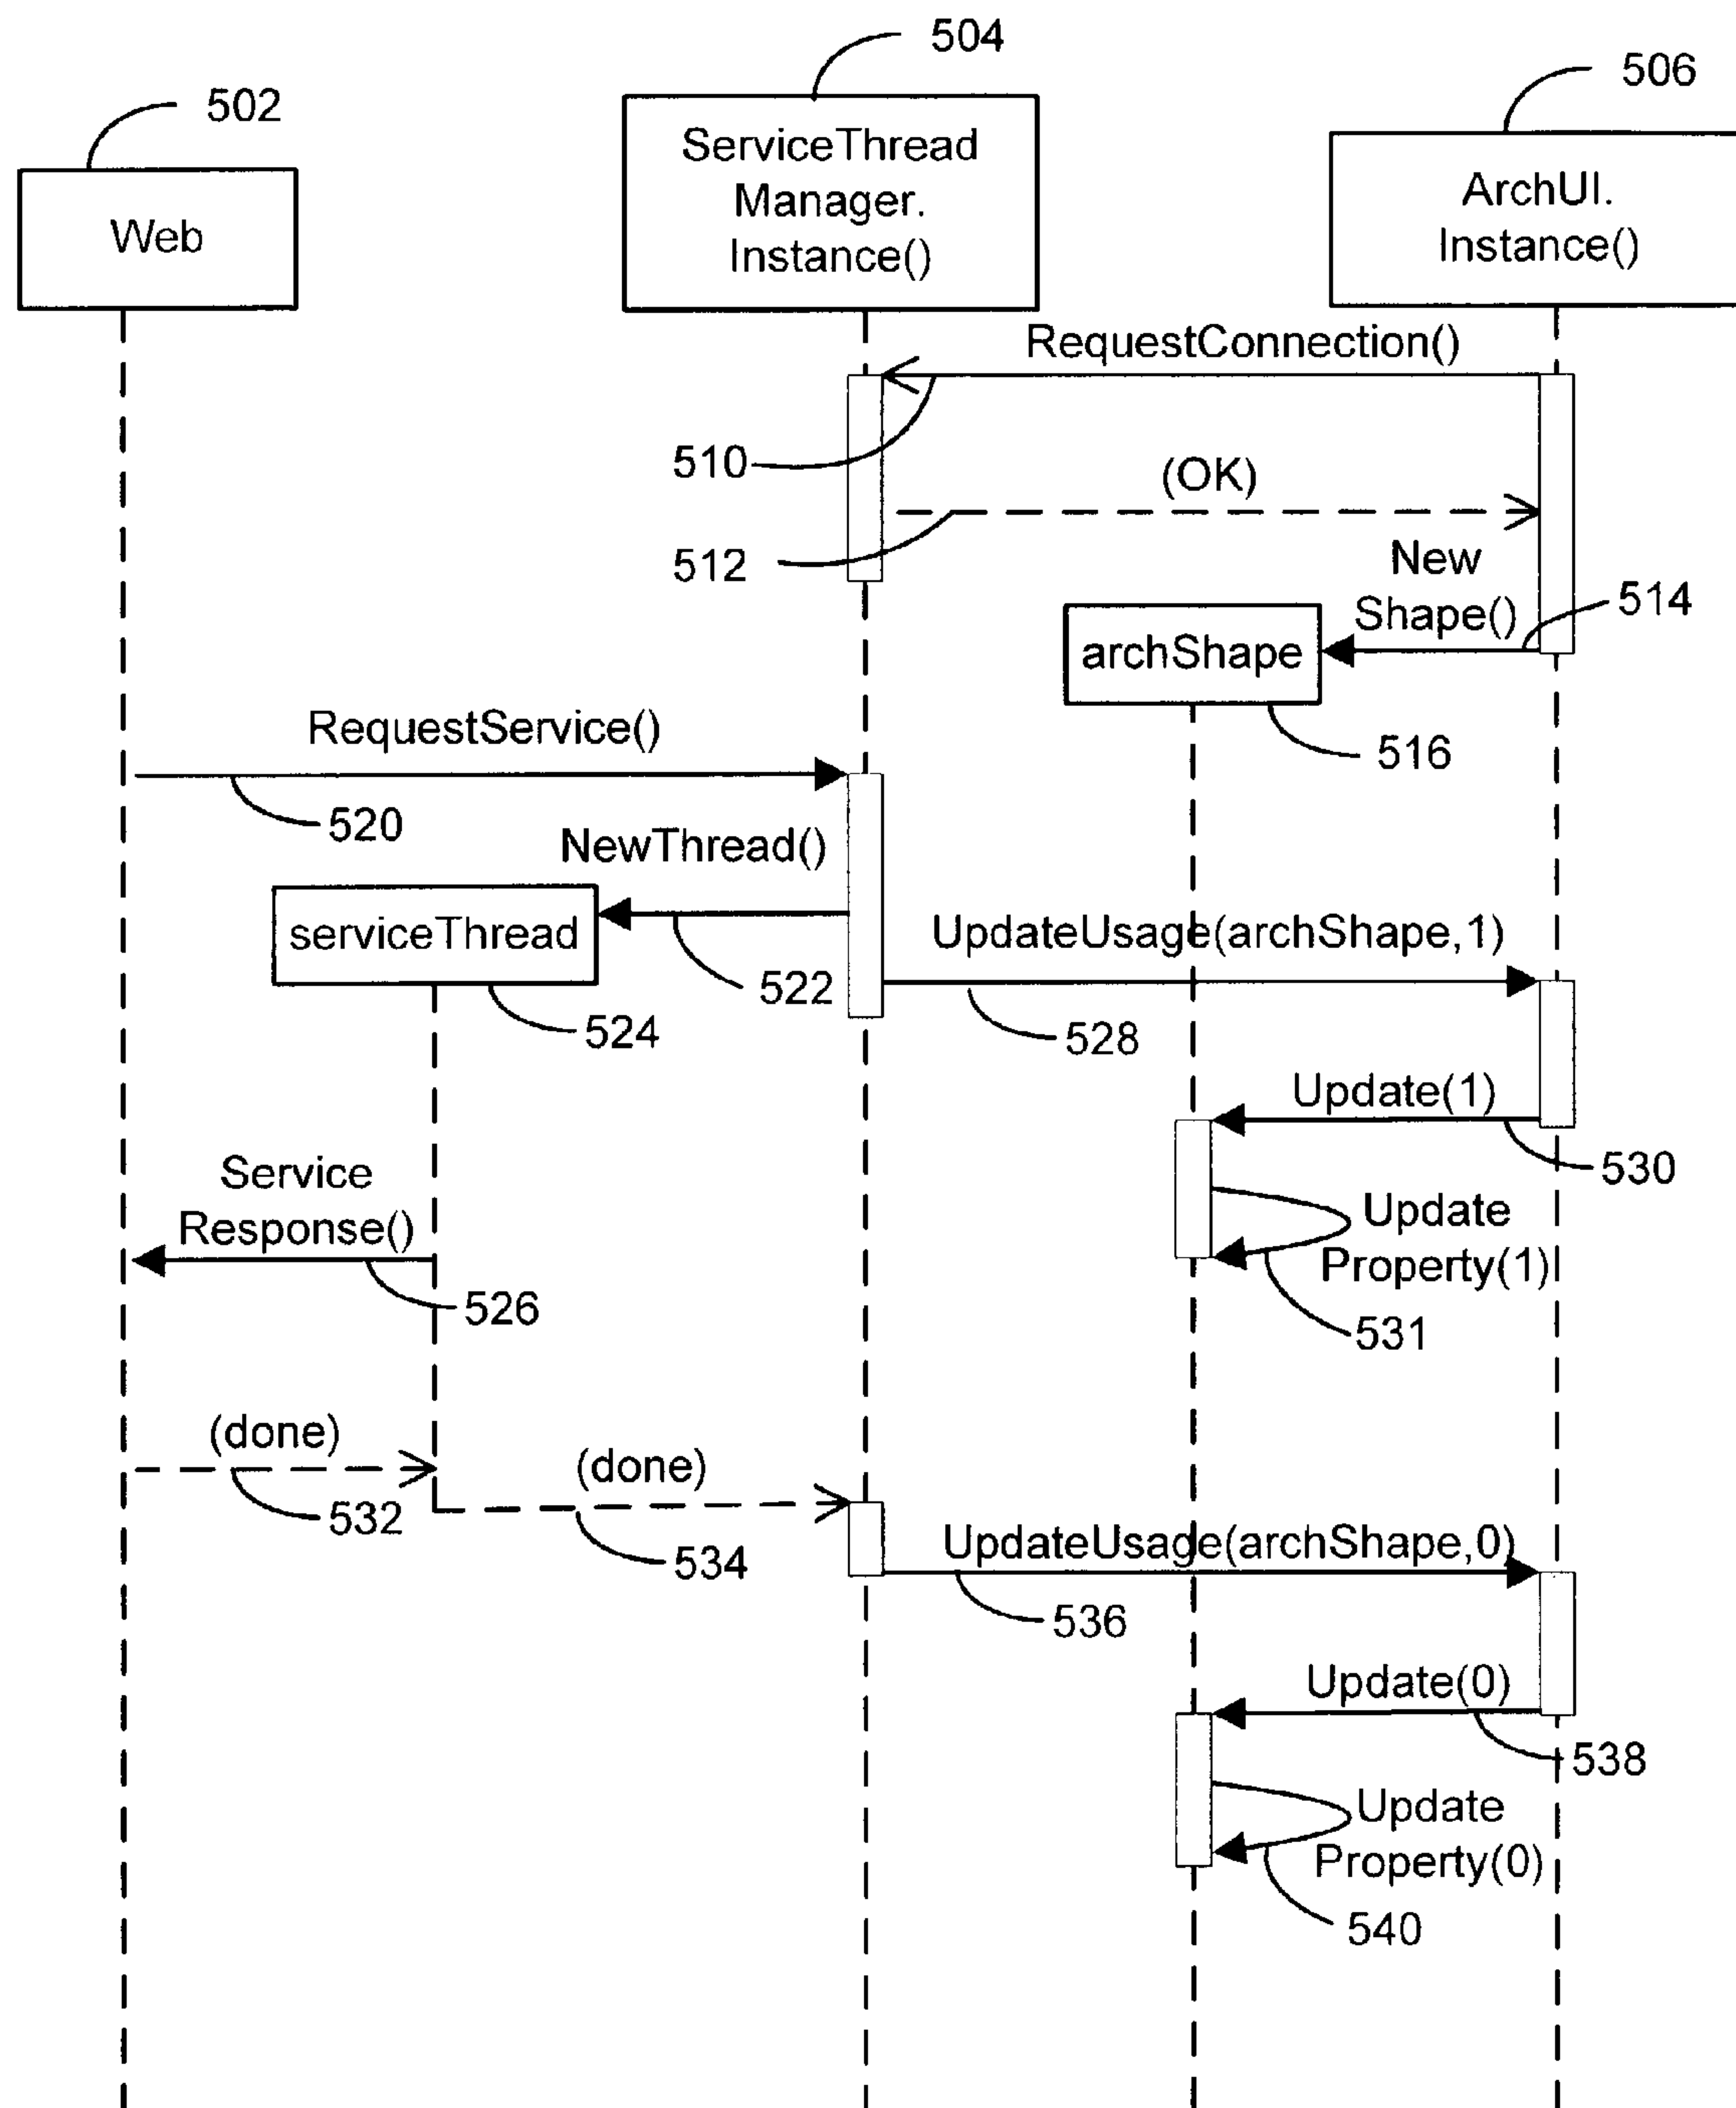 504
506
502
ServiceThread
Manager.
Instance()
ArchUI.
Instance()
Web
RequestConnection()
510
(OK)
512
New
Shape()
514
archShape
516
RequestService()
520
NewThread()
serviceThread
UpdateUsage(archShape,1)
522
524
528
Update(1)
530
Service
Response()
Update
Property(1)
526
531
(done)
532
(done)
534
UpdateUsage(archShape,0)
536
Update(0)
538
Update
Property(0)
540